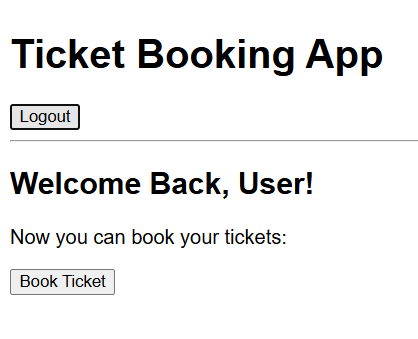 Ticket Booking App
Logout
Welcome Back, User!
Now you can book your tickets:
Book Ticket